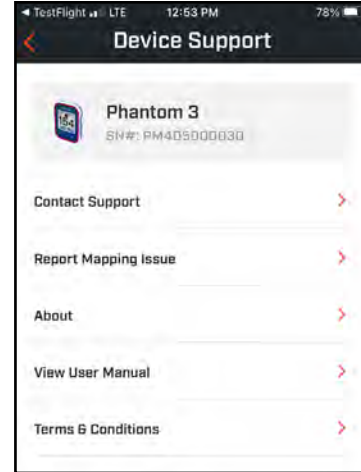 TestFlight LTE 12:53 PM 78%
Device Support
Phantom 3
SN#: PM405000030
Contact Support
Report Mapping Issue
About
View User Manual
Terms & Conditions